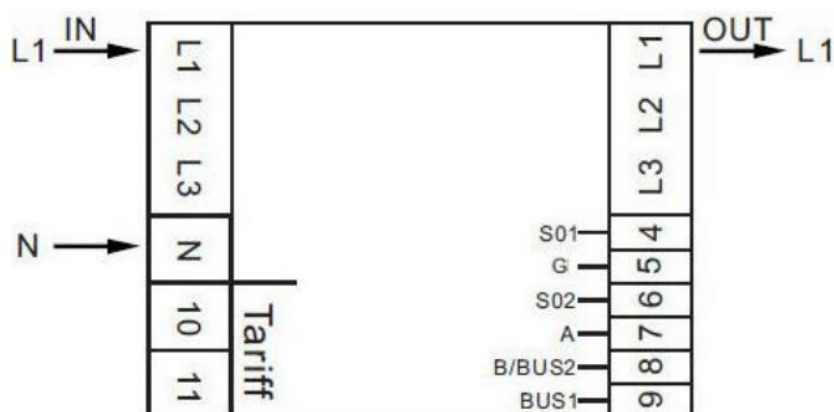 IN
L1
L1
L2
L3
N
N
10
11
Tariff
OUT
L1
L1
L2
L3
S01
4
G
5
S02
6
A
7
B/BUS2
8
BUS1
9